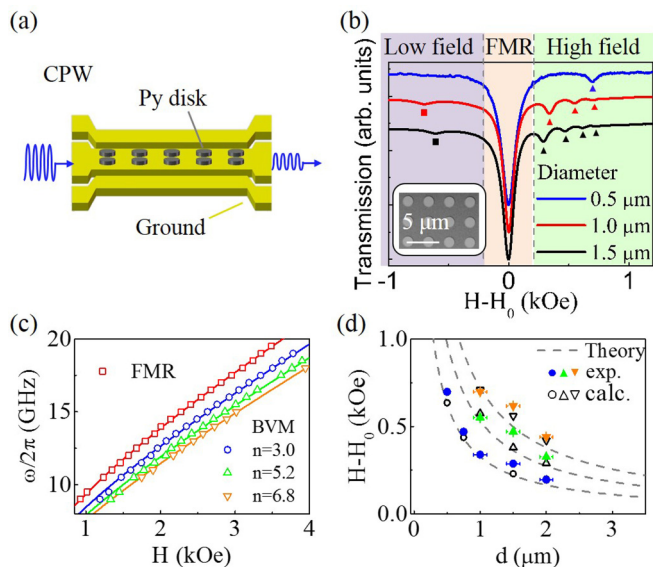 (a)
CPW
Py disk
Ground
(b)
Low field FMR High field
Transmission (arb. units)
Diameter
0.5 μm
1.0 μm
1.5 μm
5 μm
-1 0 1
H-H₀ (kOe)
(c)
20
15
10
ω/2π (GHz)
FMR
BVM
n=3.0
n=5.2
n=6.8
1 2 3 4
H (kOe)
(d)
1.0
0.5
0.0
H-H₀ (kOe)
Theory
exp.
calc.
0 1 2 3
d (μm)